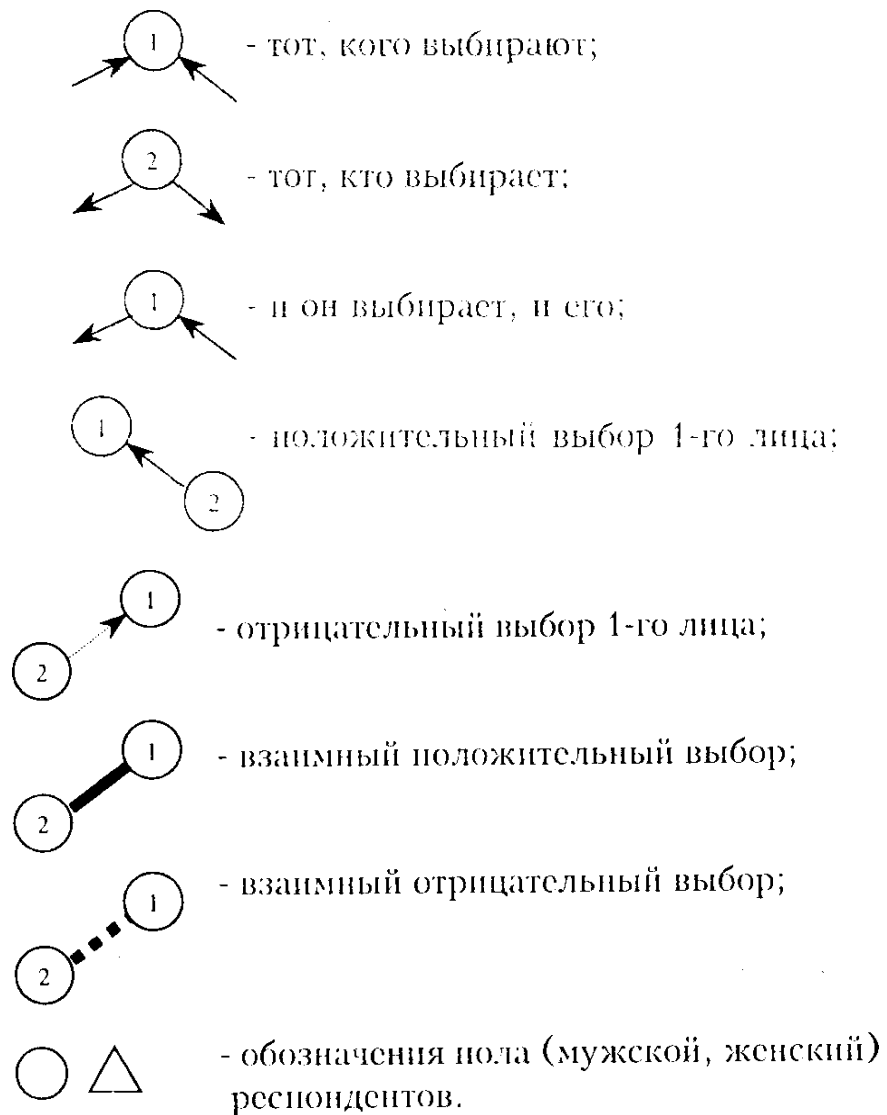 1
- тот, кого выбирают;
2
- тот, кто выбирает;
1
- и он выбирает, и его;
1
- положительный выбор 1-го лица;
2
1
- отрицательный выбор 1-го лица;
2
1
- взаимный положительный выбор;
2
1
- взаимный отрицательный выбор;
2
- обозначения пола (мужской, женский)
респондентов.